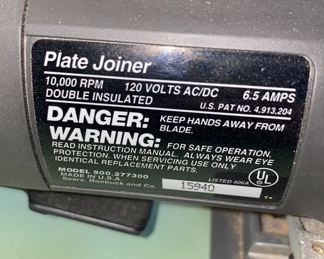 Plate Joiner
10,000 RPM 120 VOLTS AC/DC 6.5 AMPS
DOUBLE INSULATED U.S. PAT NO. 4,913,204
DANGER: KEEP HANDS AWAY FROM
BLADE.
WARNING: FOR SAFE OPERATION,
READ INSTRUCTION MANUAL. ALWAYS WEAR EYE
PROTECTION. WHEN SERVICING USE ONLY
IDENTICAL REPLACEMENT PARTS.
MODEL 900.277300
MADE IN U.S.A. LISTED 406A UL
Sears, Roebuck and Co. 15940